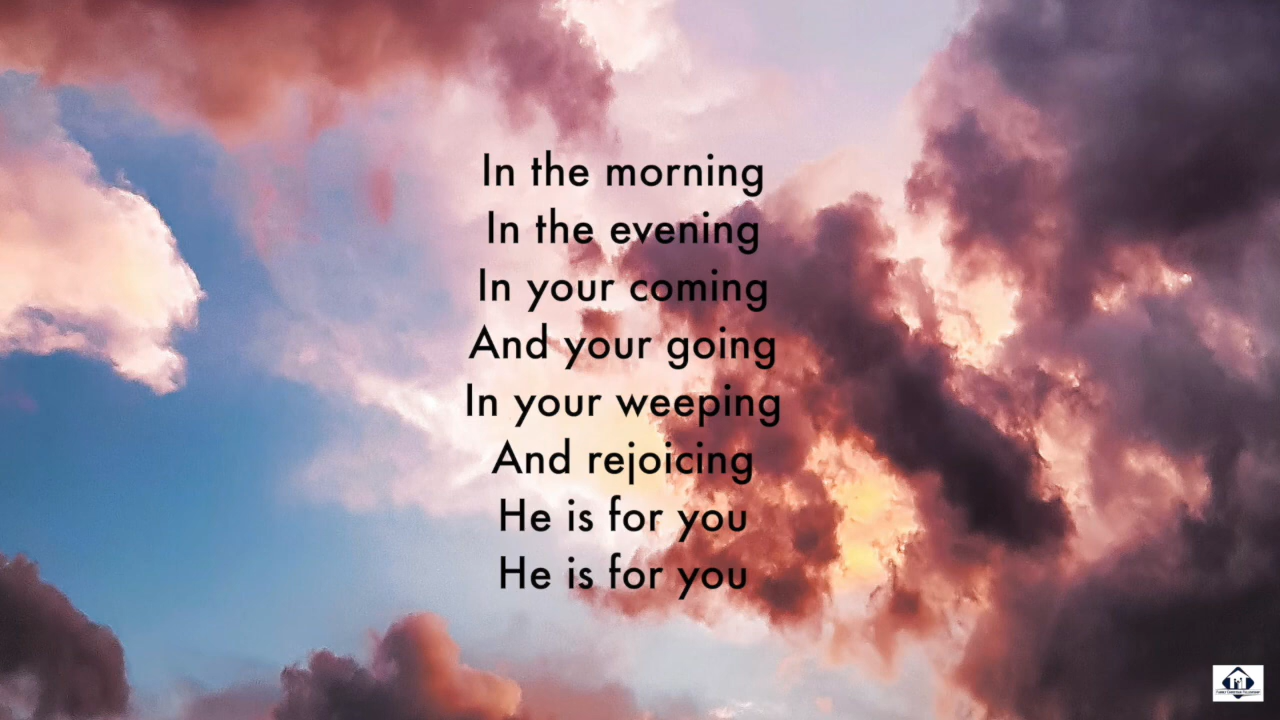 In the morning
In the evening
In your coming
And your going
In your weeping
And rejoicing
He is for you
He is for you